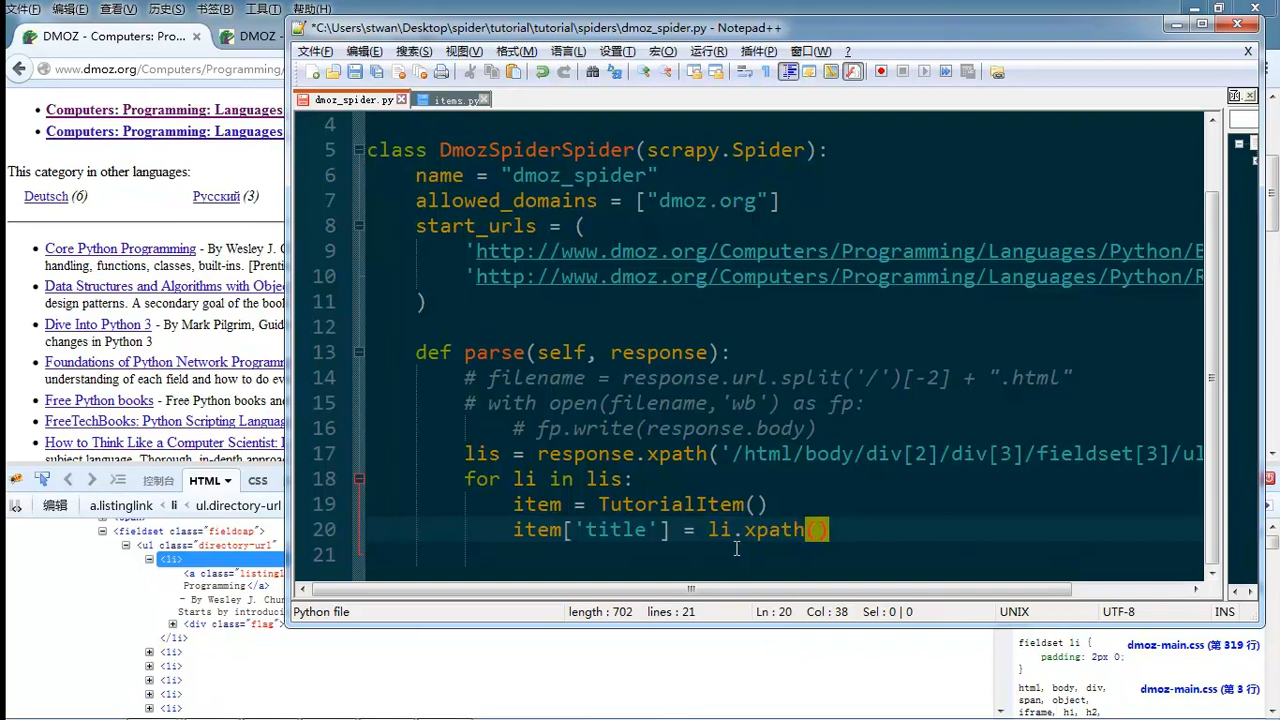 文件(F) 编辑(E) 查看(V) 历史(S) 书签(B) 工具(T) 帮助(H)
DMOZ - Computers: Pro...
DMOZ
www.dmoz.org/Computers/Programming/
Computers: Programming: Languages
Computers: Programming: Languages
This category in other languages:
Deutsch (6) Русский (3)
Core Python Programming - By Wesley J. C
handling, functions, classes, built-ins. [Prenti
Data Structures and Algorithms with Obje
design patterns. A secondary goal of the boo
Dive Into Python 3 - By Mark Pilgrim, Guid
changes in Python 3
Foundations of Python Network Programm
understanding of each field and how to do ev
Free Python books - Free Python books and
FreeTechBooks: Python Scripting Languag
How to Think Like a Computer Scientist: I
subject language. Thorough, in-depth approac
控制台 HTML CSS
编辑 a.listinglink ul.directory-url
<fieldset class="fieldcap">
<ul class="directory-url"
<li>
<a class="listingl
Programming</a>
- By Wesley J. Chun
Starts by introduci
<div class="flag"
</li>
<li>
<li>
<li>
<li>
<li>
*C:\Users\stwan\Desktop\spider\tutorial\tutorial\spiders\dmoz_spider.py - Notepad++
文件(F) 编辑(E) 搜索(S) 视图(V) 格式(M) 语言(L) 设置(T) 宏(O) 运行(R) 插件(P) 窗口(W) ? X
dmoz_spider.py items.py
4
5 class DmozSpiderSpider(scrapy.Spider):
6 name = "dmoz_spider"
7 allowed_domains = ["dmoz.org"]
8 start_urls = (
9 'http://www.dmoz.org/Computers/Programming/Languages/Python/B
10 'http://www.dmoz.org/Computers/Programming/Languages/Python/R
11 )
12
13 def parse(self, response):
14 # filename = response.url.split('/')[-2] + ".html"
15 # with open(filename,'wb') as fp:
16 # fp.write(response.body)
17 lis = response.xpath('/html/body/div[2]/div[3]/fieldset[3]/ul
18 for li in lis:
19 item = TutorialItem()
20 item['title'] = li.xpath()
21
Python file length : 702 lines : 21 Ln : 20 Col : 38 Sel : 0 | 0 UNIX UTF-8 INS
fieldset li { dmoz-main.css (第 319 行)
padding: 2px 0;
}
html, body, div, dmoz-main.css (第 3 行)
span, object,
iframe, h1, h2,